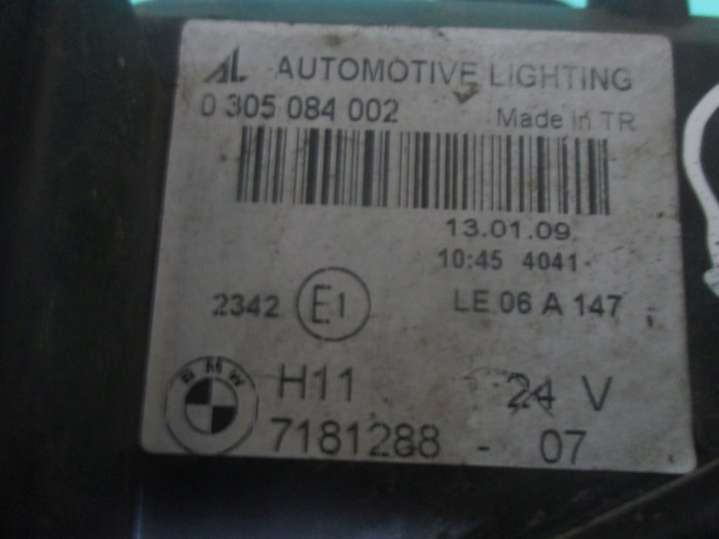 AL AUTOMOTIVE LIGHTING
0 305 084 002 Made in TR
13.01.09.
10:45 4041
2342 E1 LE 06 A 147
BMW H11 24 V
7181288 - 07